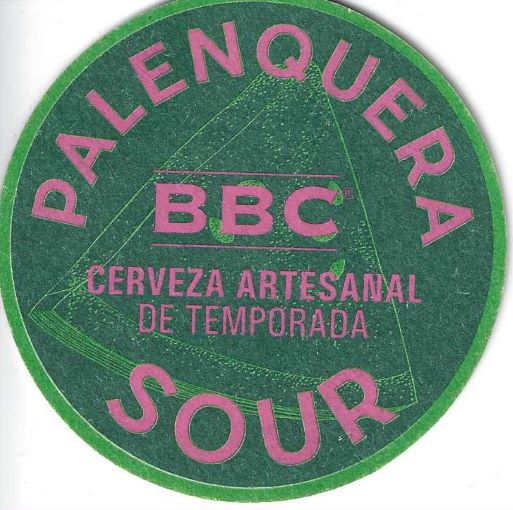 PALENQUERA
BBC®
CERVEZA ARTESANAL
DE TEMPORADA
SOUR